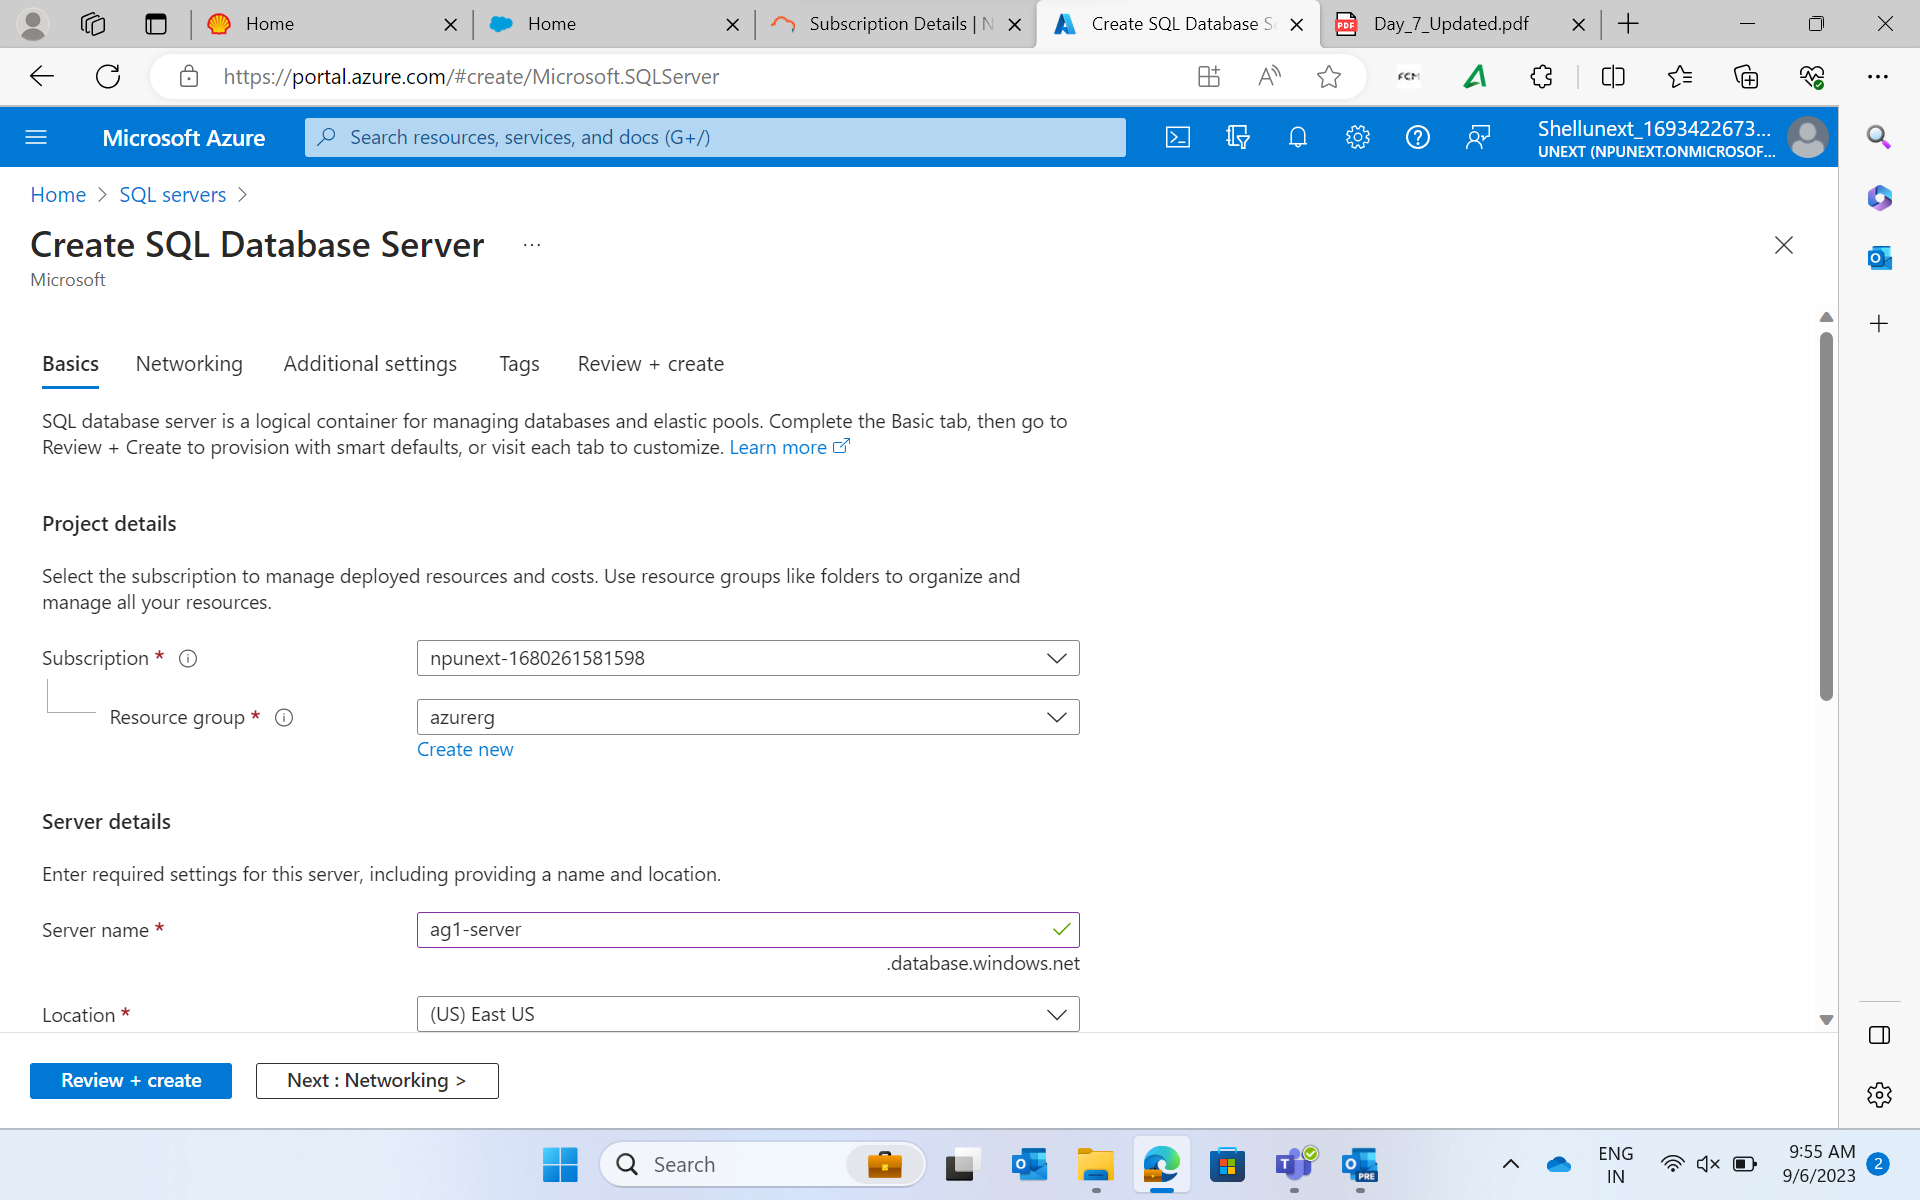 Home
Home
Subscription Details | N
Create SQL Database Se
PDF
Day_7_Updated.pdf
https://portal.azure.com/#create/Microsoft.SQLServer
FCM
Microsoft Azure
Search resources, services, and docs (G+/)
Shellunext_1693422673...
UNEXT (NPUNEXT.ONMICROSOF...
Home > SQL servers >
Create SQL Database Server
...
Microsoft
Basics
Networking
Additional settings
Tags
Review + create
SQL database server is a logical container for managing databases and elastic pools. Complete the Basic tab, then go to
Review + Create to provision with smart defaults, or visit each tab to customize. Learn more
Project details
Select the subscription to manage deployed resources and costs. Use resource groups like folders to organize and
manage all your resources.
Subscription *
npunext-1680261581598
Resource group *
azurerg
Create new
Server details
Enter required settings for this server, including providing a name and location.
Server name *
ag1-server
.database.windows.net
Location *
(US) East US
Review + create
Next : Networking >
Search
PRE
ENG
IN
9:55 AM
9/6/2023
2